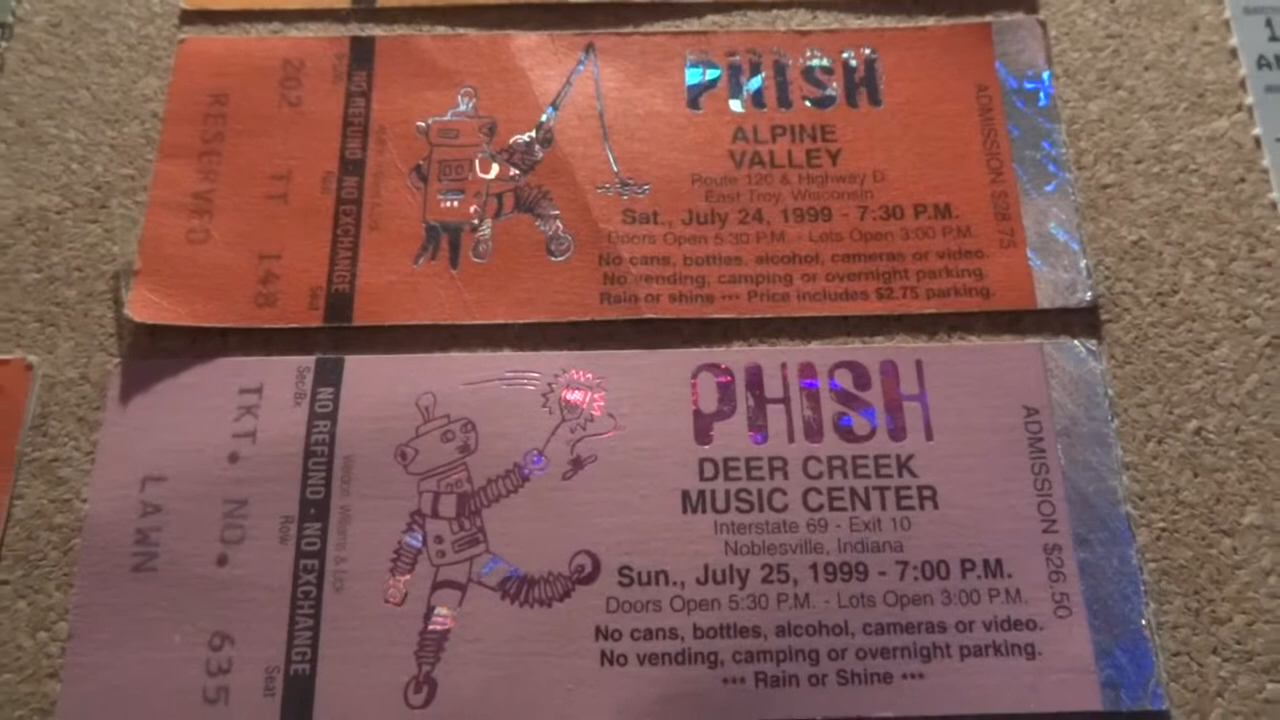 PHISH
ALPINE
VALLEY
Route 120 & Highway D
East Troy, Wisconsin
Sat., July 24, 1999 - 7:30 P.M.
Doors Open 5:30 P.M. - Lots Open 3:00 P.M.
No cans, bottles, alcohol, cameras or video.
No vending, camping or overnight parking.
Rain or shine *** Price includes $2.75 parking.
ADMISSION $28.75
NO REFUND - NO EXCHANGE
Row
Seat
202 TT 148
RESERVED
PHISH
DEER CREEK
MUSIC CENTER
Interstate 69 - Exit 10
Noblesville, Indiana
Sun., July 25, 1999 - 7:00 P.M.
Doors Open 5:30 P.M. - Lots Open 3:00 P.M.
No cans, bottles, alcohol, cameras or video.
No vending, camping or overnight parking.
*** Rain or Shine ***
ADMISSION $26.50
Weldon, Williams & Lick
NO REFUND - NO EXCHANGE
Sec/Bx
Row
Seat
TKT. NO. 635
LAWN